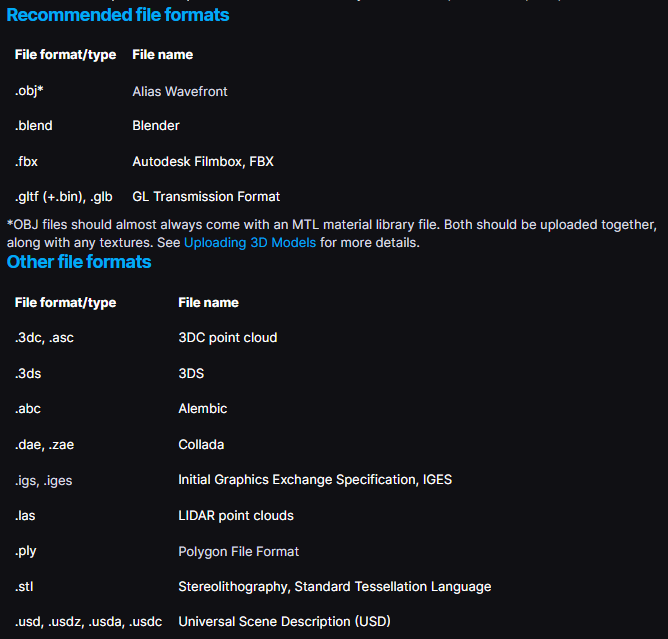 Recommended file formats
File format/type File name
.obj* Alias Wavefront
.blend Blender
.fbx Autodesk Filmbox, FBX
.gltf (+.bin), .glb GL Transmission Format
*OBJ files should almost always come with an MTL material library file. Both should be uploaded together,
along with any textures. See Uploading 3D Models for more details.
Other file formats
File format/type File name
.3dc, .asc 3DC point cloud
.3ds 3DS
.abc Alembic
.dae, .zae Collada
.igs, .iges Initial Graphics Exchange Specification, IGES
.las LIDAR point clouds
.ply Polygon File Format
.stl Stereolithography, Standard Tessellation Language
.usd, .usdz, .usda, .usdc Universal Scene Description (USD)